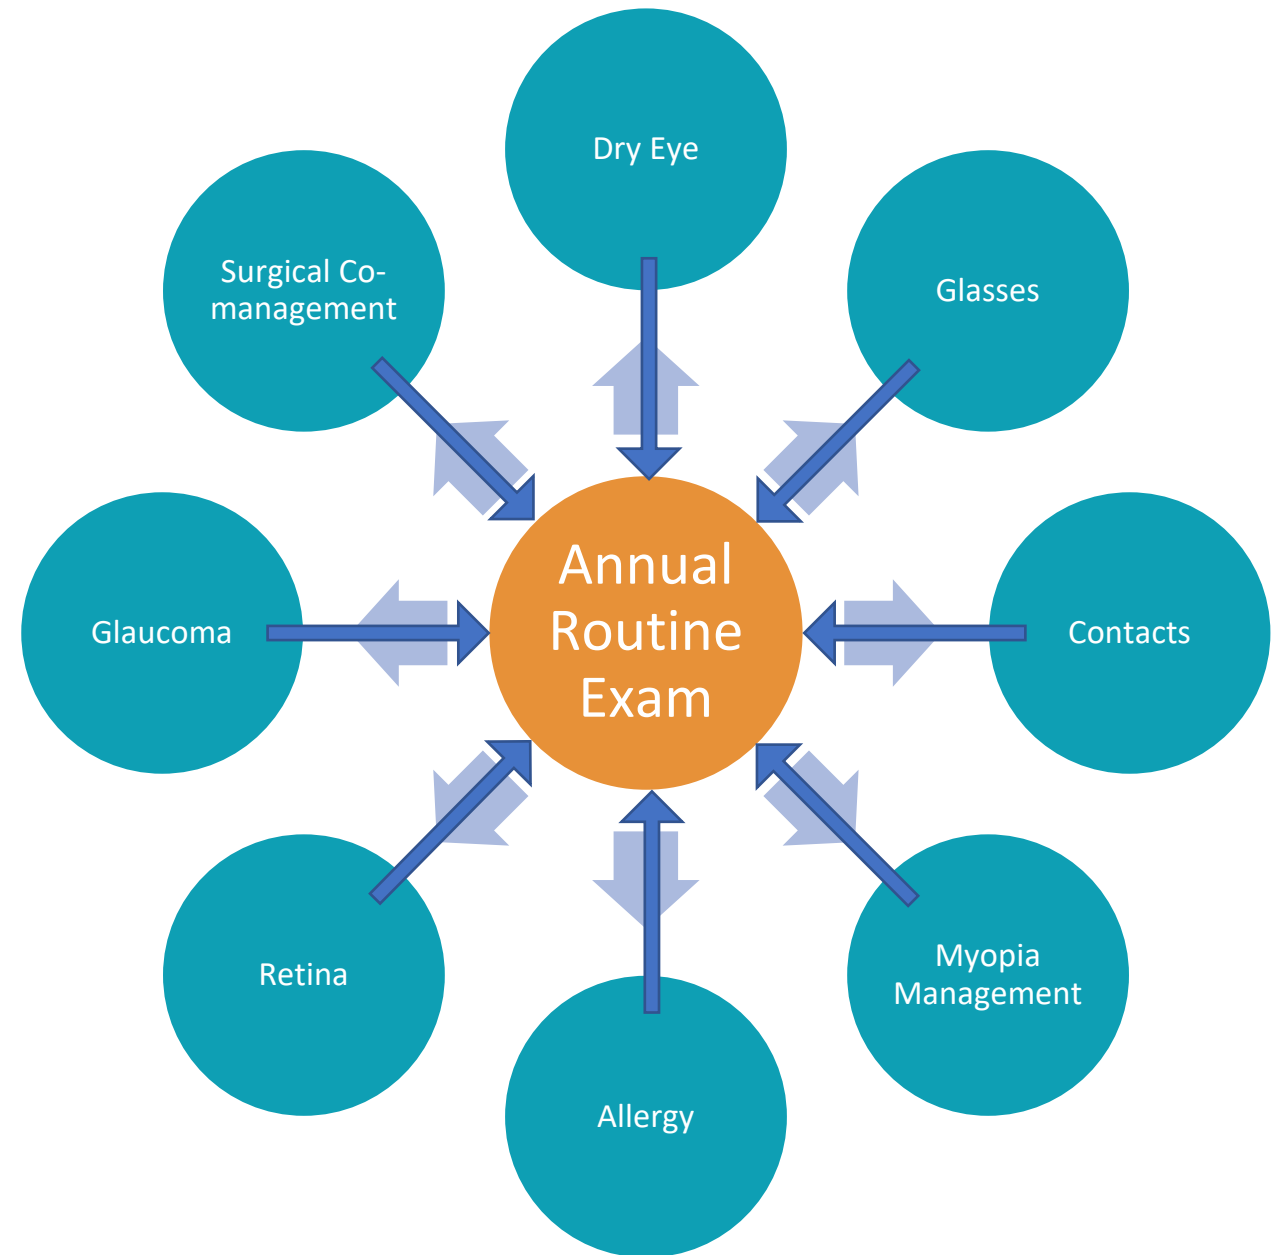 Dry Eye
Surgical Co-
management
Glasses
Annual
Routine
Exam
Glaucoma
Contacts
Retina
Myopia
Management
Allergy